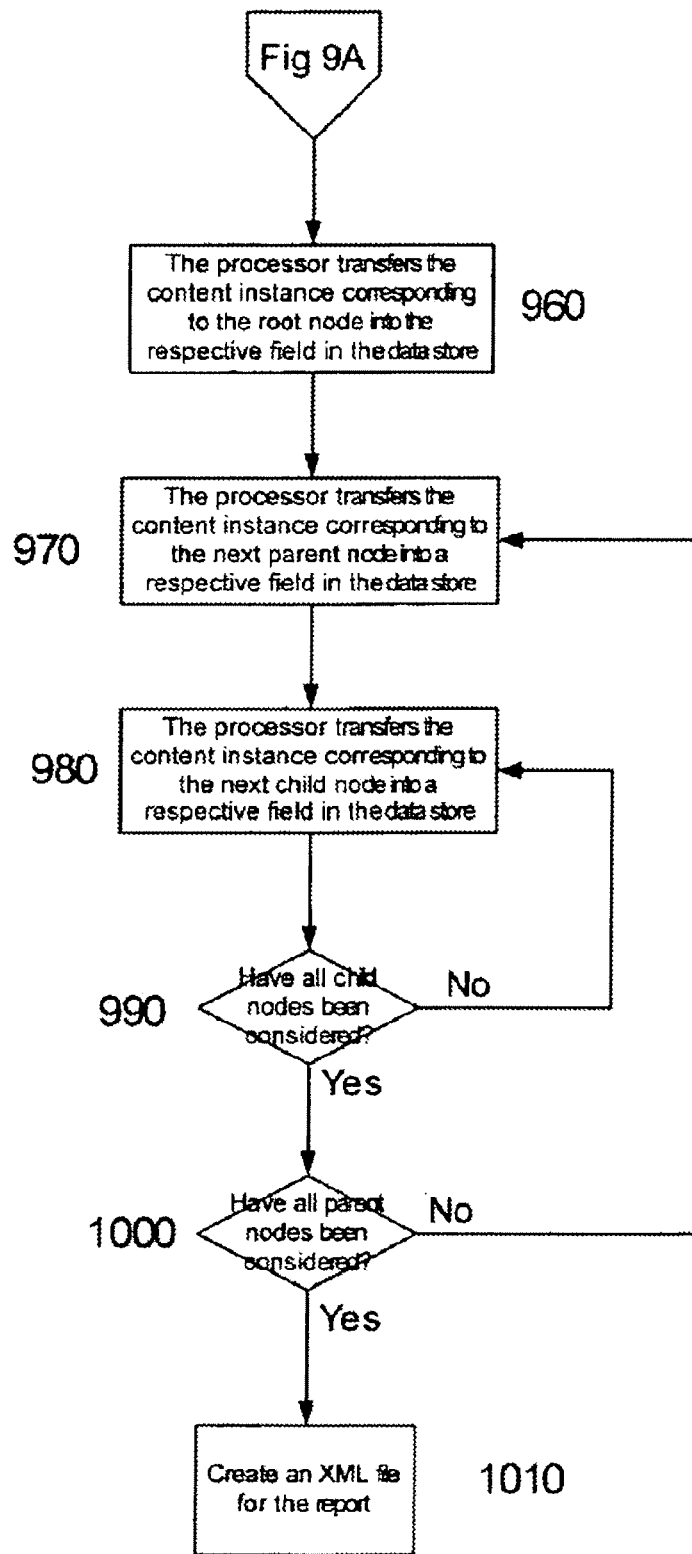 Fig 9A
The processor transfers the
content instance corresponding
to the root node into the
respective field in the data store
960
The processor transfers the
content instance corresponding to
the next parent node into a
respective field in the data store
970
The processor transfers the
content instance corresponding to
the next child node into a
respective field in the data store
980
Have all child
nodes been
considered?
990
No
Yes
Have all parent
nodes been
considered?
1000
No
Yes
Create an XML file
for the report
1010